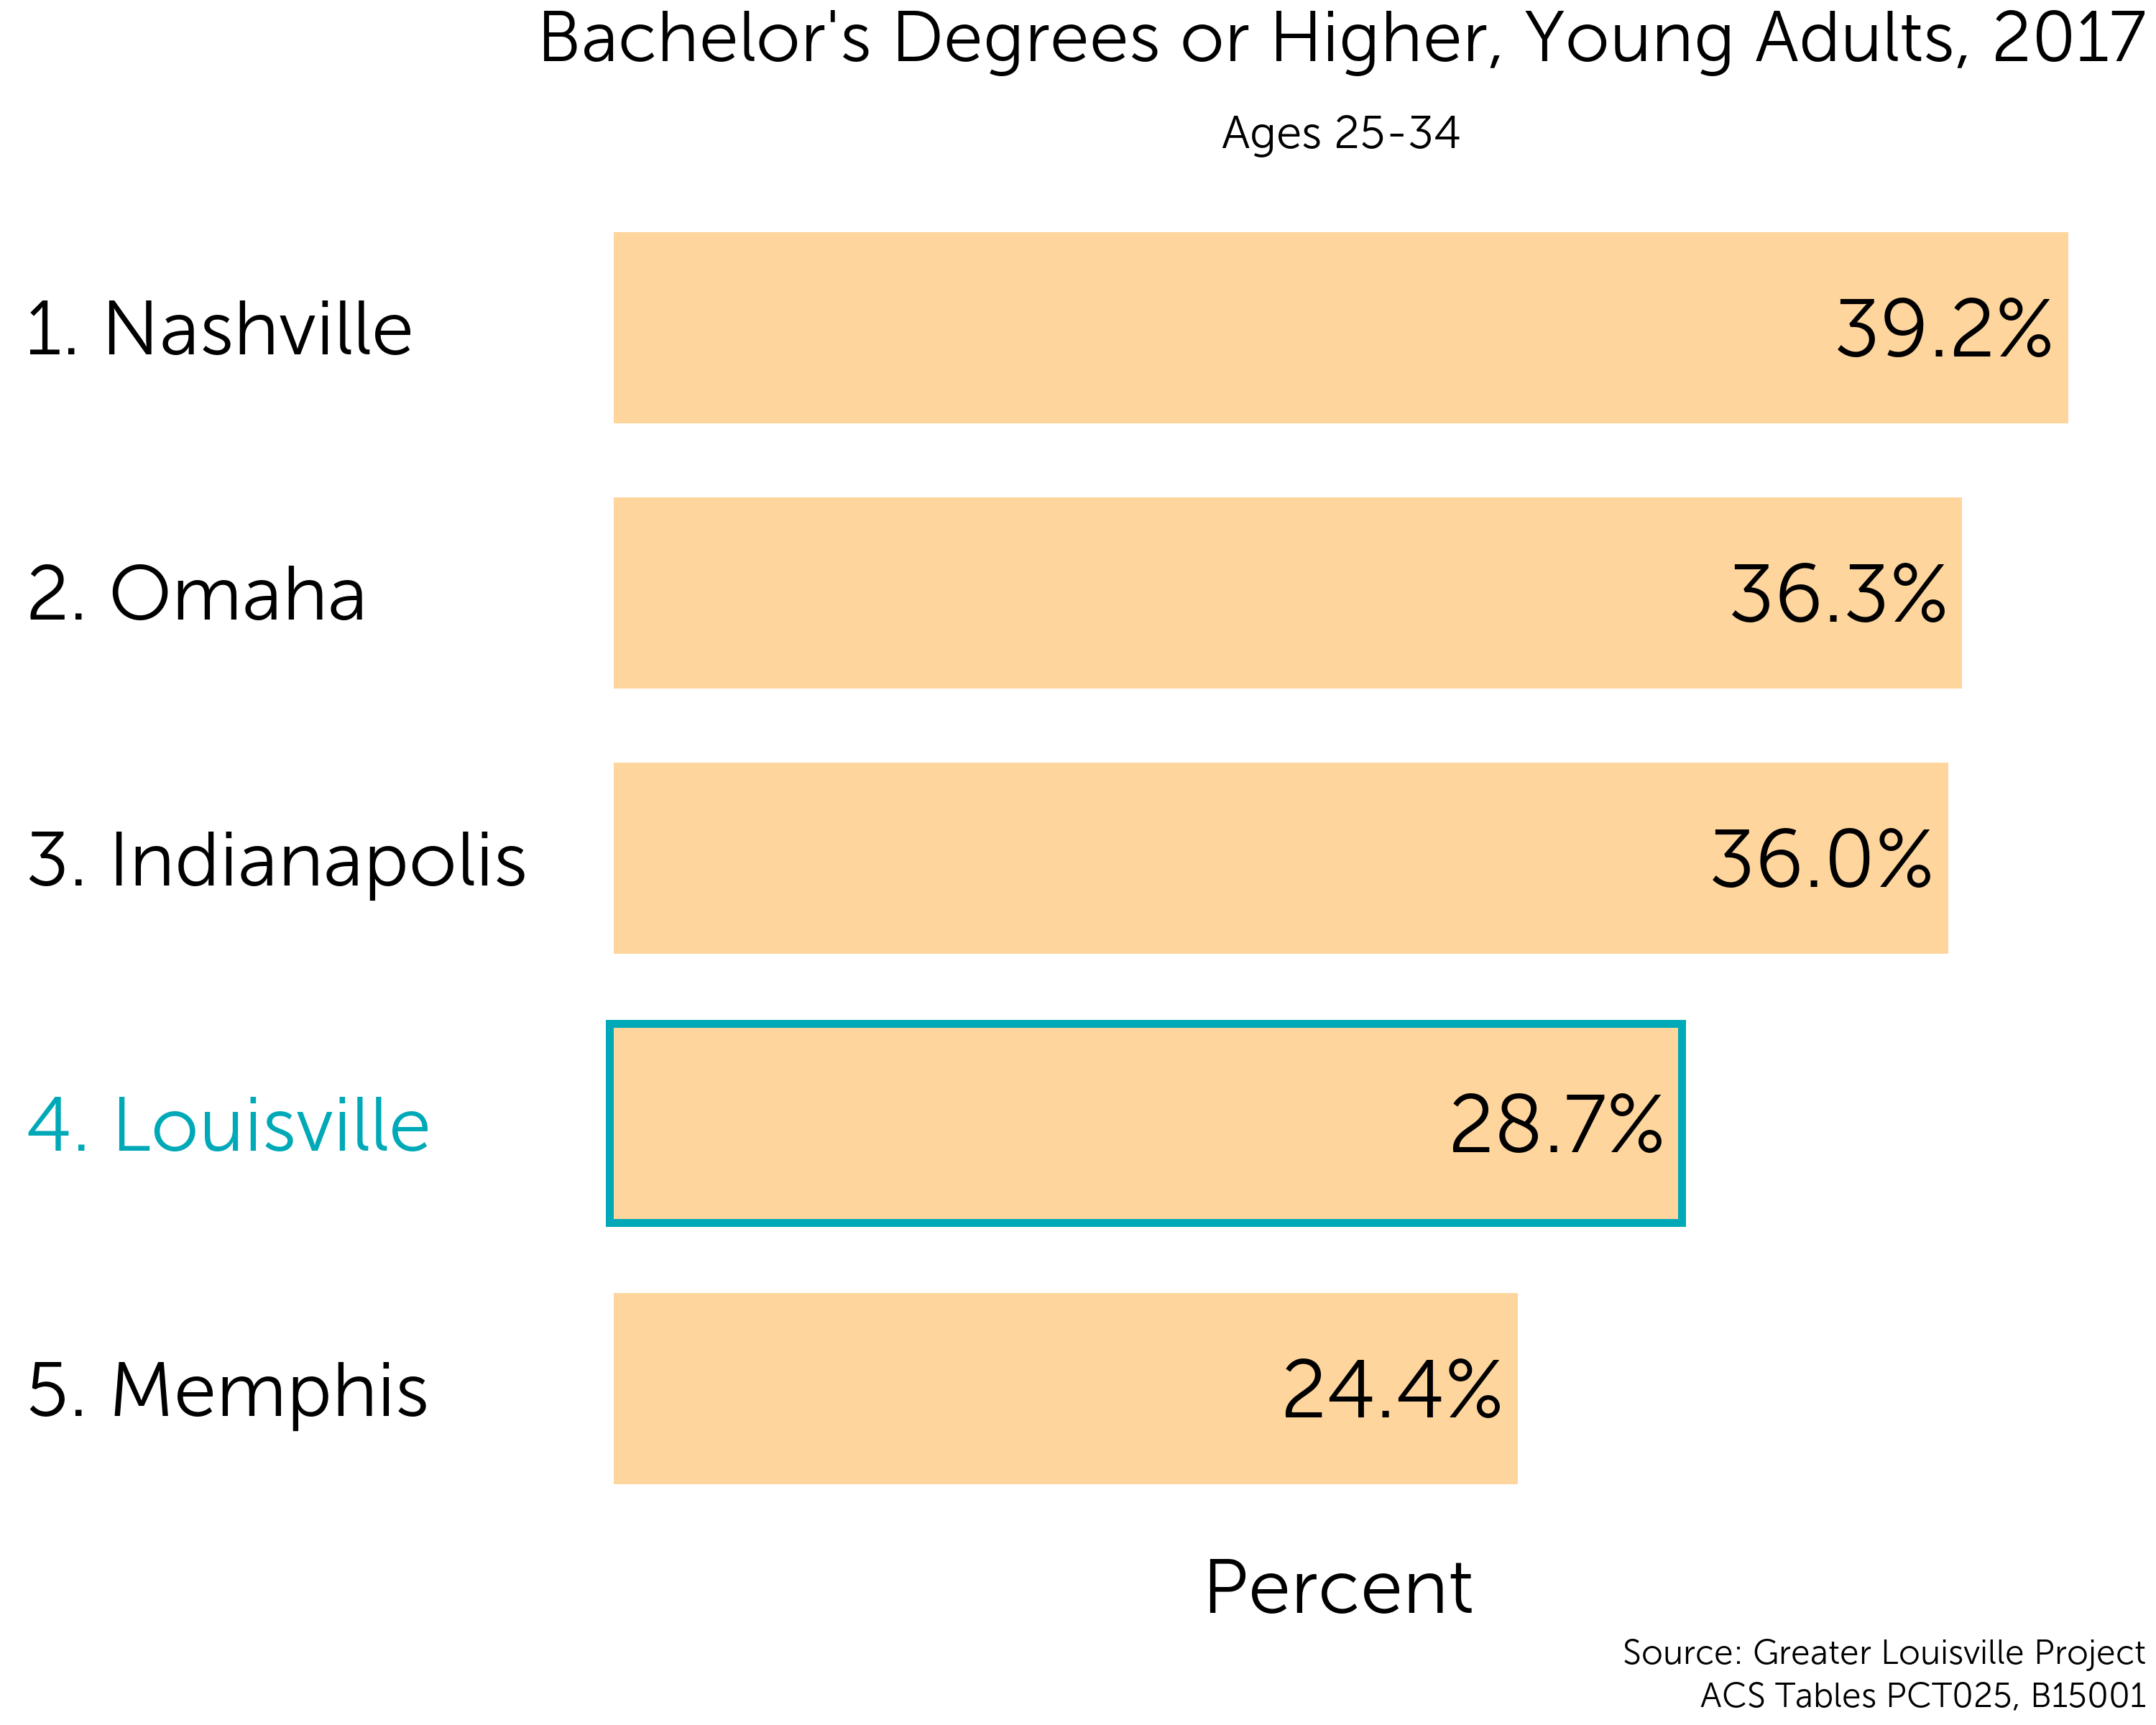 Bachelor's Degrees or Higher, Young Adults, 2017
Ages 25-34
1. Nashville 39.2%
2. Omaha 36.3%
3. Indianapolis 36.0%
4. Louisville 28.7%
5. Memphis 24.4%
Percent
Source: Greater Louisville Project
ACS Tables PCT025, B15001